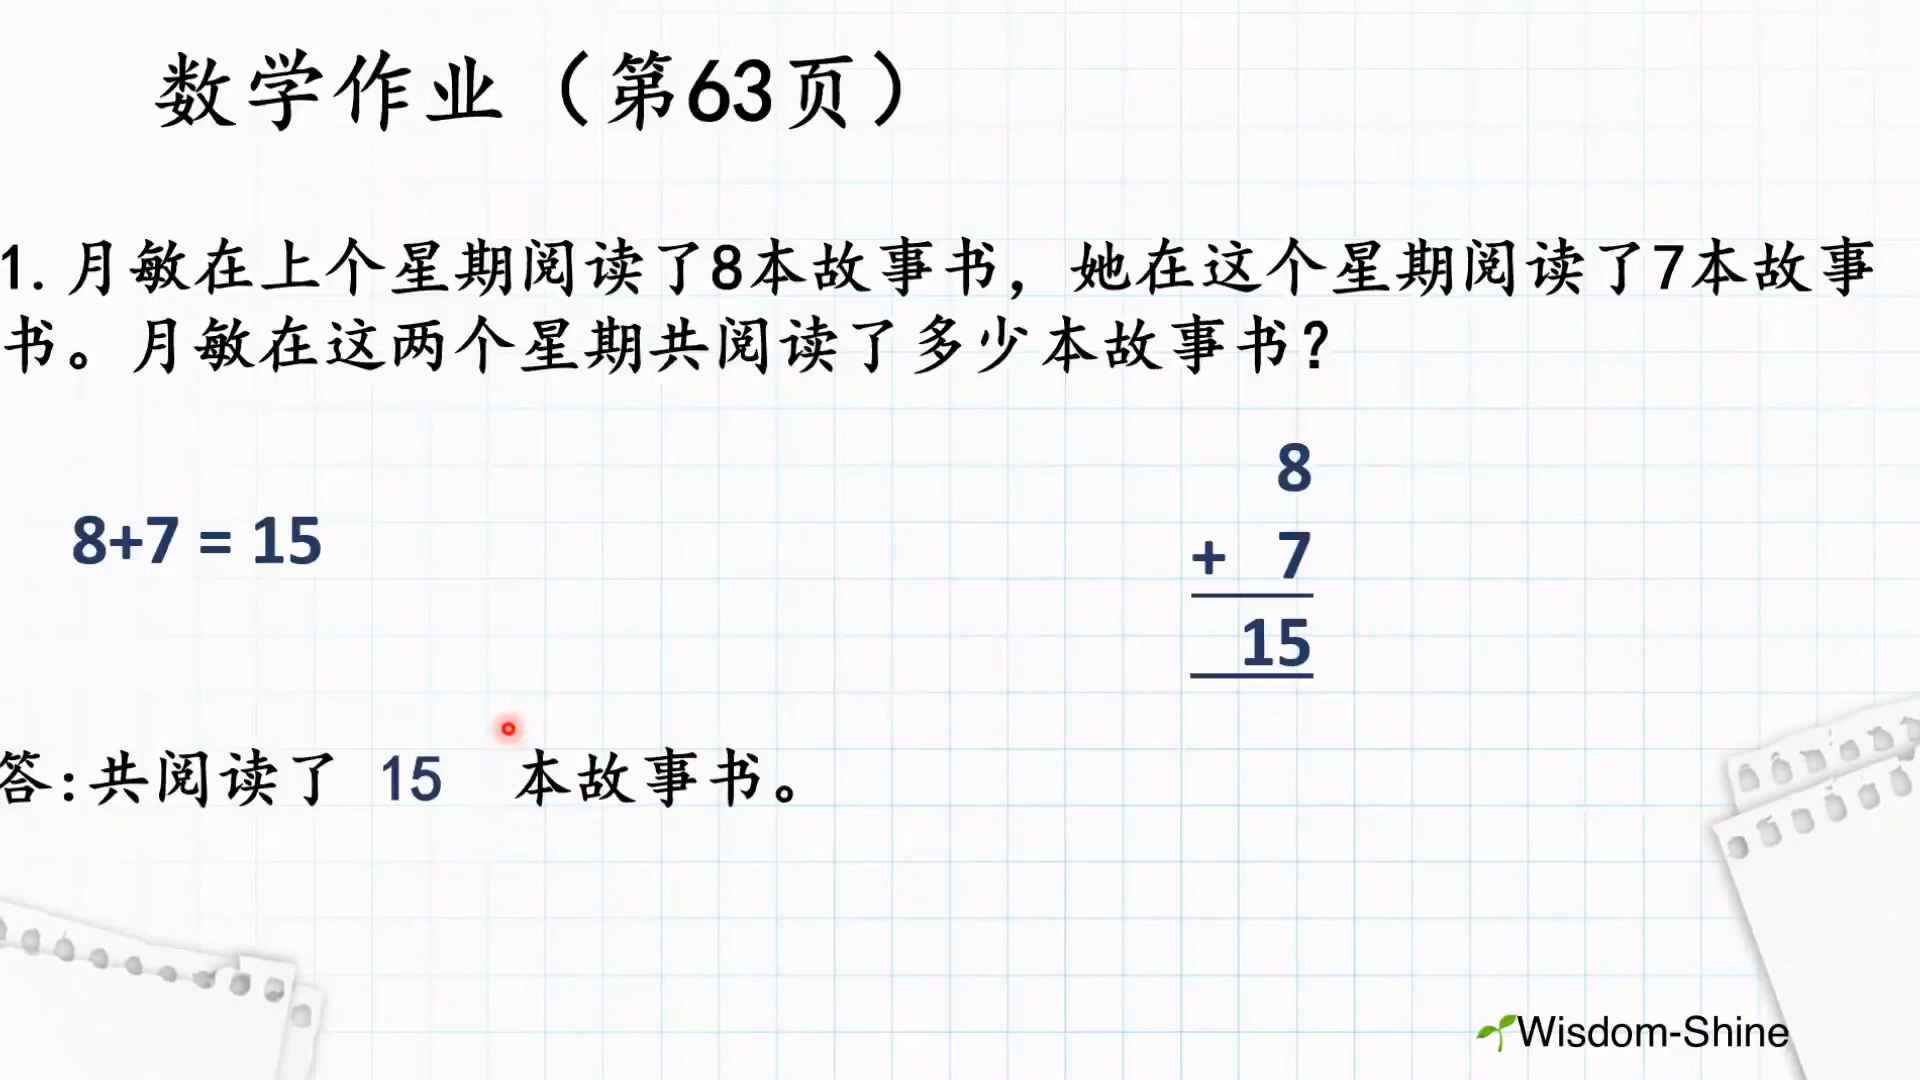 数学作业（第63页）
1.月敏在上个星期阅读了8本故事书，她在这个星期阅读了7本故事
书。月敏在这两个星期共阅读了多少本故事书？
8+7 = 15
8
+ 7
15
答:共阅读了 15 本故事书。
Wisdom-Shine